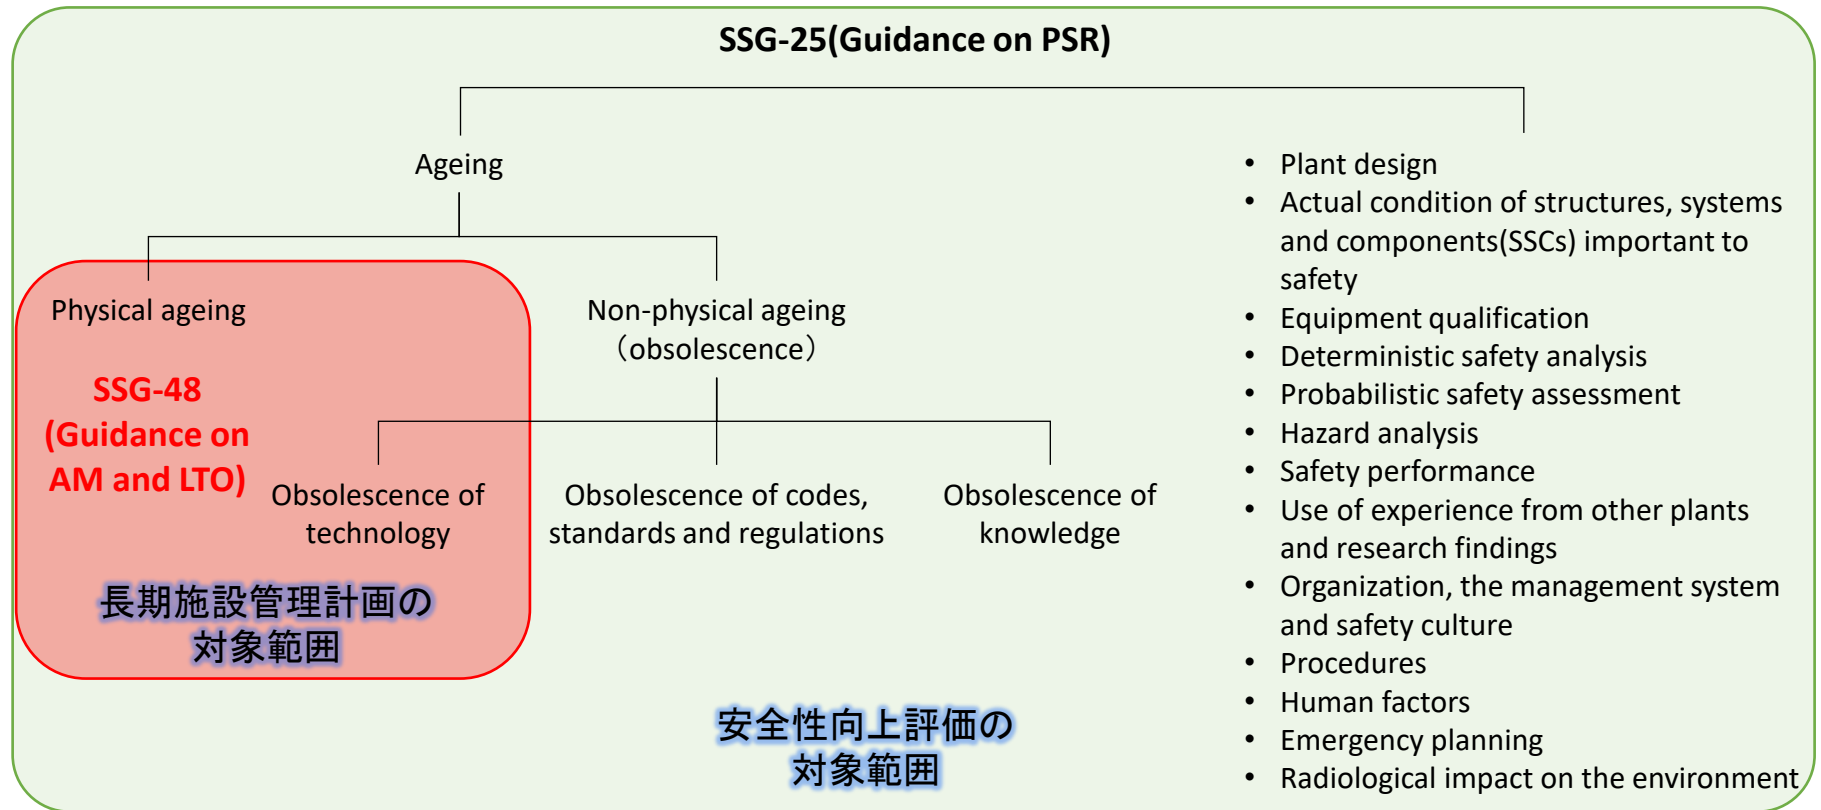 SSG-25(Guidance on PSR)
Ageing
Physical ageing
Non-physical ageing
（obsolescence）
SSG-48
(Guidance on
AM and LTO)
Obsolescence of
technology
Obsolescence of codes,
standards and regulations
Obsolescence of
knowledge
長期施設管理計画の
対象範囲
安全性向上評価の
対象範囲
• Plant design
• Actual condition of structures, systems
and components(SSCs) important to
safety
• Equipment qualification
• Deterministic safety analysis
• Probabilistic safety assessment
• Hazard analysis
• Safety performance
• Use of experience from other plants
and research findings
• Organization, the management system
and safety culture
• Procedures
• Human factors
• Emergency planning
• Radiological impact on the environment